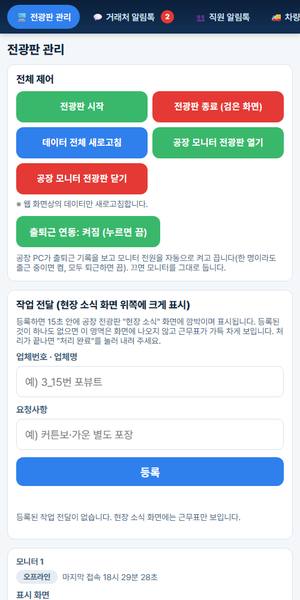 전광판 관리
거래처 알림톡 2
직원 알림톡
차량
전광판 관리
전체 제어
전광판 시작
전광판 종료 (검은 화면)
데이터 전체 새로고침
공장 모니터 전광판 열기
공장 모니터 전광판 닫기
※ 웹 화면상의 데이터만 새로고침합니다.
출퇴근 연동: 켜짐 (누르면 끔)
공장 PC가 출퇴근 기록을 보고 모니터 전원을 자동으로 켜고 끕니다(한 명이라도
출근 중이면 켬, 모두 퇴근하면 끔). 끄면 모니터를 그대로 둡니다.
작업 전달 (현장 소식 화면 위쪽에 크게 표시)
등록하면 15초 안에 공장 전광판 "현장 소식" 화면에 깜박이며 표시됩니다. 등록된
것이 하나도 없으면 이 영역은 화면에 나오지 않고 근무표가 가득 차게 보입니다. 처
리가 끝나면 "처리 완료"를 눌러 내려 주세요.
업체번호 · 업체명
예) 3_15번 포뷰트
요청사항
예) 커튼보·가운 별도 포장
등록
등록된 작업 전달이 없습니다. 현장 소식 화면에는 근무표만 보입니다.
모니터 1
오프라인 마지막 접속 18시 29분 28초
표시 화면